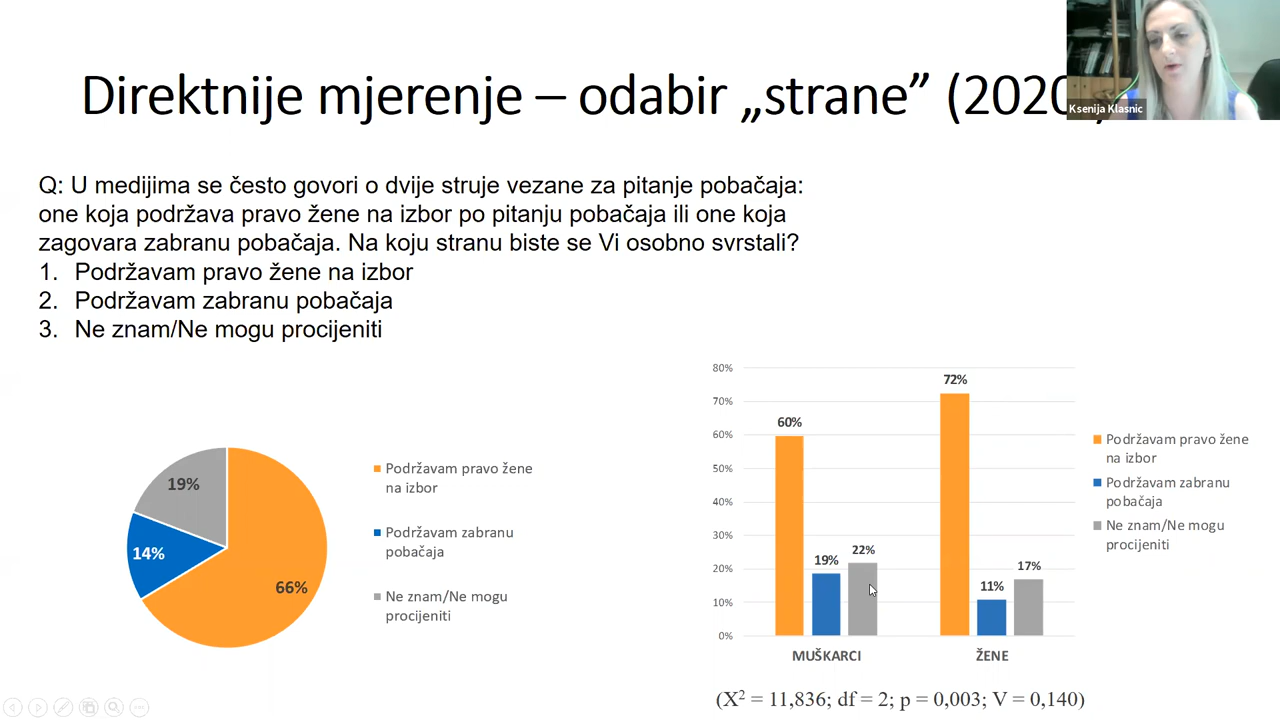 Direktnije mjerenje – odabir „strane” (2020
Ksenija Klasnic
Q: U medijima se često govori o dvije struje vezane za pitanje pobačaja:
one koja podržava pravo žene na izbor po pitanju pobačaja ili one koja
zagovara zabranu pobačaja. Na koju stranu biste se Vi osobno svrstali?
1. Podržavam pravo žene na izbor
2. Podržavam zabranu pobačaja
3. Ne znam/Ne mogu procijeniti
19%
14%
66%
Podržavam pravo žene
na izbor
Podržavam zabranu
pobačaja
Ne znam/Ne mogu
procijeniti
80%
70%
60%
50%
40%
30%
20%
10%
0%
60%
19%
22%
72%
11%
17%
MUŠKARCI
ŽENE
Podržavam pravo žene
na izbor
Podržavam zabranu
pobačaja
Ne znam/Ne mogu
procijeniti
(X² = 11,836; df = 2; p = 0,003; V = 0,140)